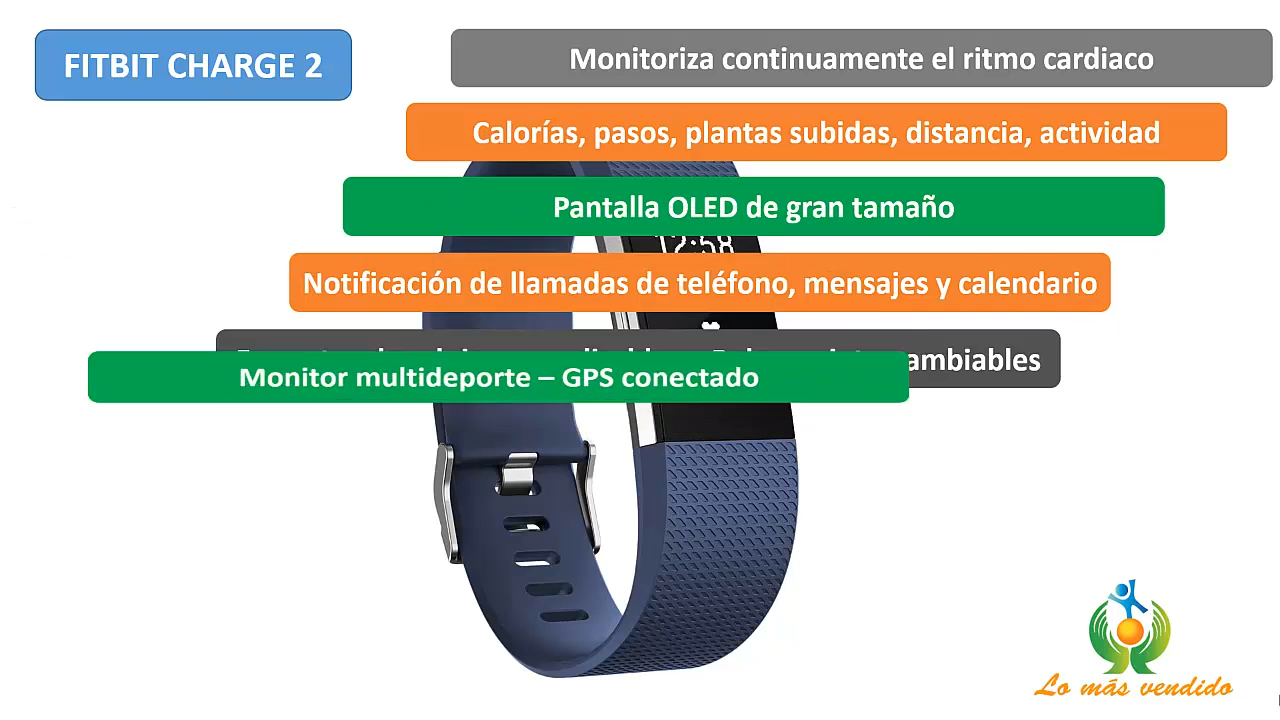 FITBIT CHARGE 2
Monitoriza continuamente el ritmo cardiaco
Calorías, pasos, plantas subidas, distancia, actividad
Pantalla OLED de gran tamaño
12:58
Notificación de llamadas de teléfono, mensajes y calendario
ambiables
Monitor multideporte – GPS conectado
Lo más vendido